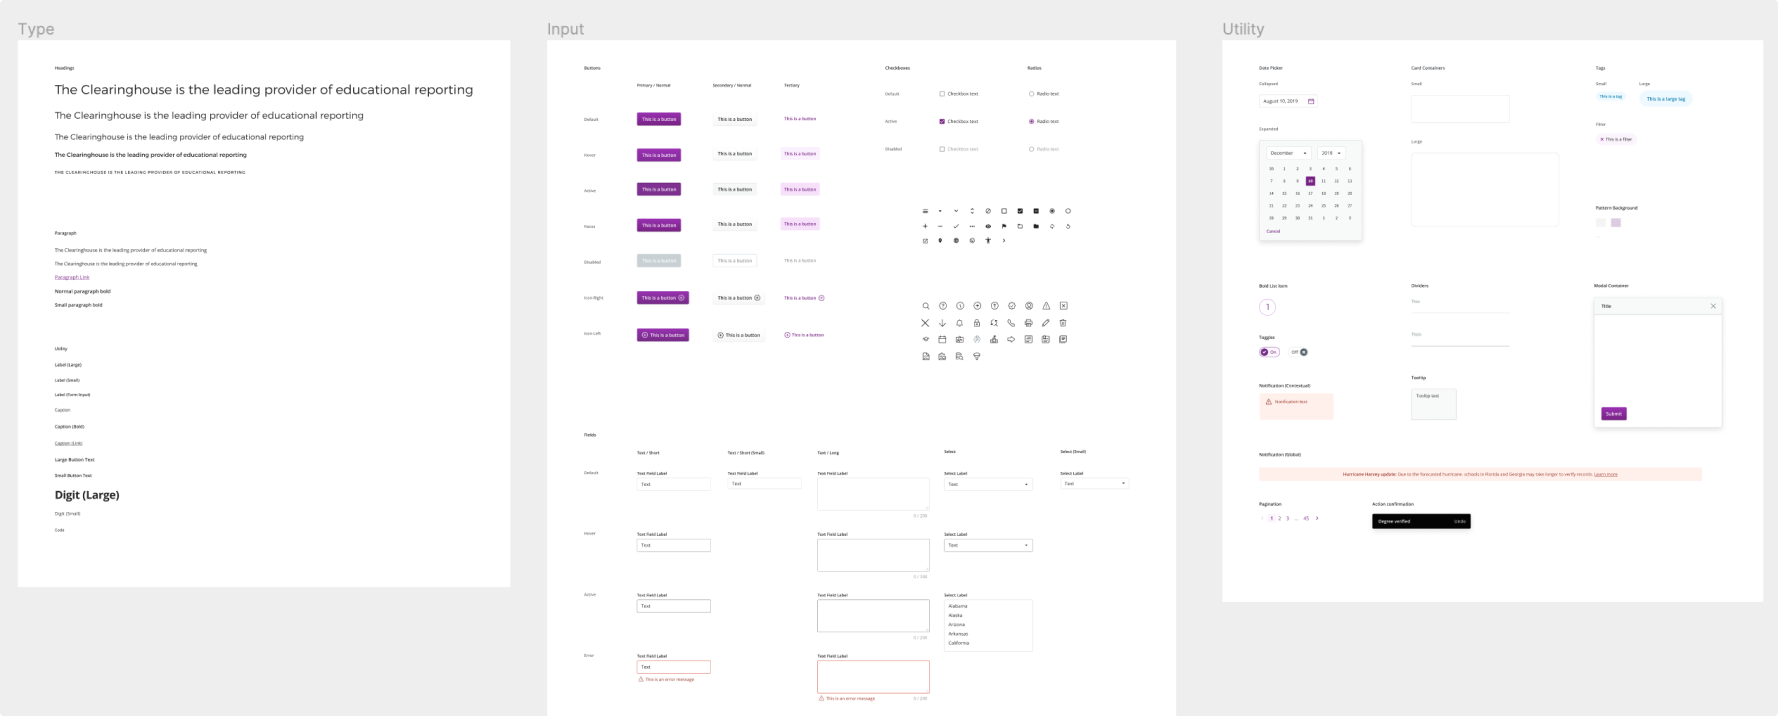 Type
Headings
The Clearinghouse is the leading provider of educational reporting
The Clearinghouse is the leading provider of educational reporting
The Clearinghouse is the leading provider of educational reporting
The Clearinghouse is the leading provider of educational reporting
THE CLEARINGHOUSE IS THE LEADING PROVIDER OF EDUCATIONAL REPORTING
Paragraph
The Clearinghouse is the leading provider of educational reporting
The Clearinghouse is the leading provider of educational reporting
Paragraph Link
Normal paragraph bold
Small paragraph bold
Utility
Label (Large)
Label (Small)
Label (Form Input)
Caption
Caption (Bold)
Caption (Link)
Large Button Text
Small Button Text
Digit (Large)
Digit (Small)
Code
Input
Buttons
Primary / Normal
Secondary / Normal
Tertiary
Default
This is a button
This is a button
This is a button
Hover
This is a button
This is a button
This is a button
Active
This is a button
This is a button
This is a button
Focus
This is a button
This is a button
This is a button
Disabled
This is a button
This is a button
This is a button
Icon Right
This is a button
This is a button
This is a button
Icon Left
This is a button
This is a button
This is a button
Checkboxes
Radios
Default
Checkbox text
Radio text
Active
Checkbox text
Radio text
Disabled
Checkbox text
Radio text
Fields
Text / Short
Text / Short (Small)
Text / Long
Select
Select (Small)
Default
Text Field Label
Text
Text Field Label
Text
Text Field Label
0 / 200
Select Label
Text
Select Label
Text
Hover
Text Field Label
Text
Text Field Label
0 / 200
Select Label
Text
Active
Text Field Label
Text
Text Field Label
0 / 200
Select Label
Alabama
Alaska
Arizona
Arkansas
California
Error
Text Field Label
Text
This is an error message
Text Field Label
This is an error message
0 / 200
Utility
Date Picker
Collapsed
August 10, 2019
Expanded
December
2018
30 1 2 3 4 5 6
7 8 9 10 11 12 13
14 15 16 17 18 19 20
21 22 23 24 25 26 27
28 29 30 31 1 2 3
Cancel
Card Containers
Small
Large
Tags
Small
Large
This is a tag
This is a large tag
Filter
This is a filter
Pattern Background
Bold List Icon
1
Dividers
Thin
Thick
Modal Container
Title
Submit
Toggles
On
Off
Notification (Contextual)
Notification text
Tooltip
Tooltip text
Notification (Global)
Hurricane Harvey update: Due to the forecasted hurricane, schools in Florida and Georgia may take longer to verify records. Learn more
Pagination
1 2 3 ... 45
Action confirmation
Degree verified
Undo